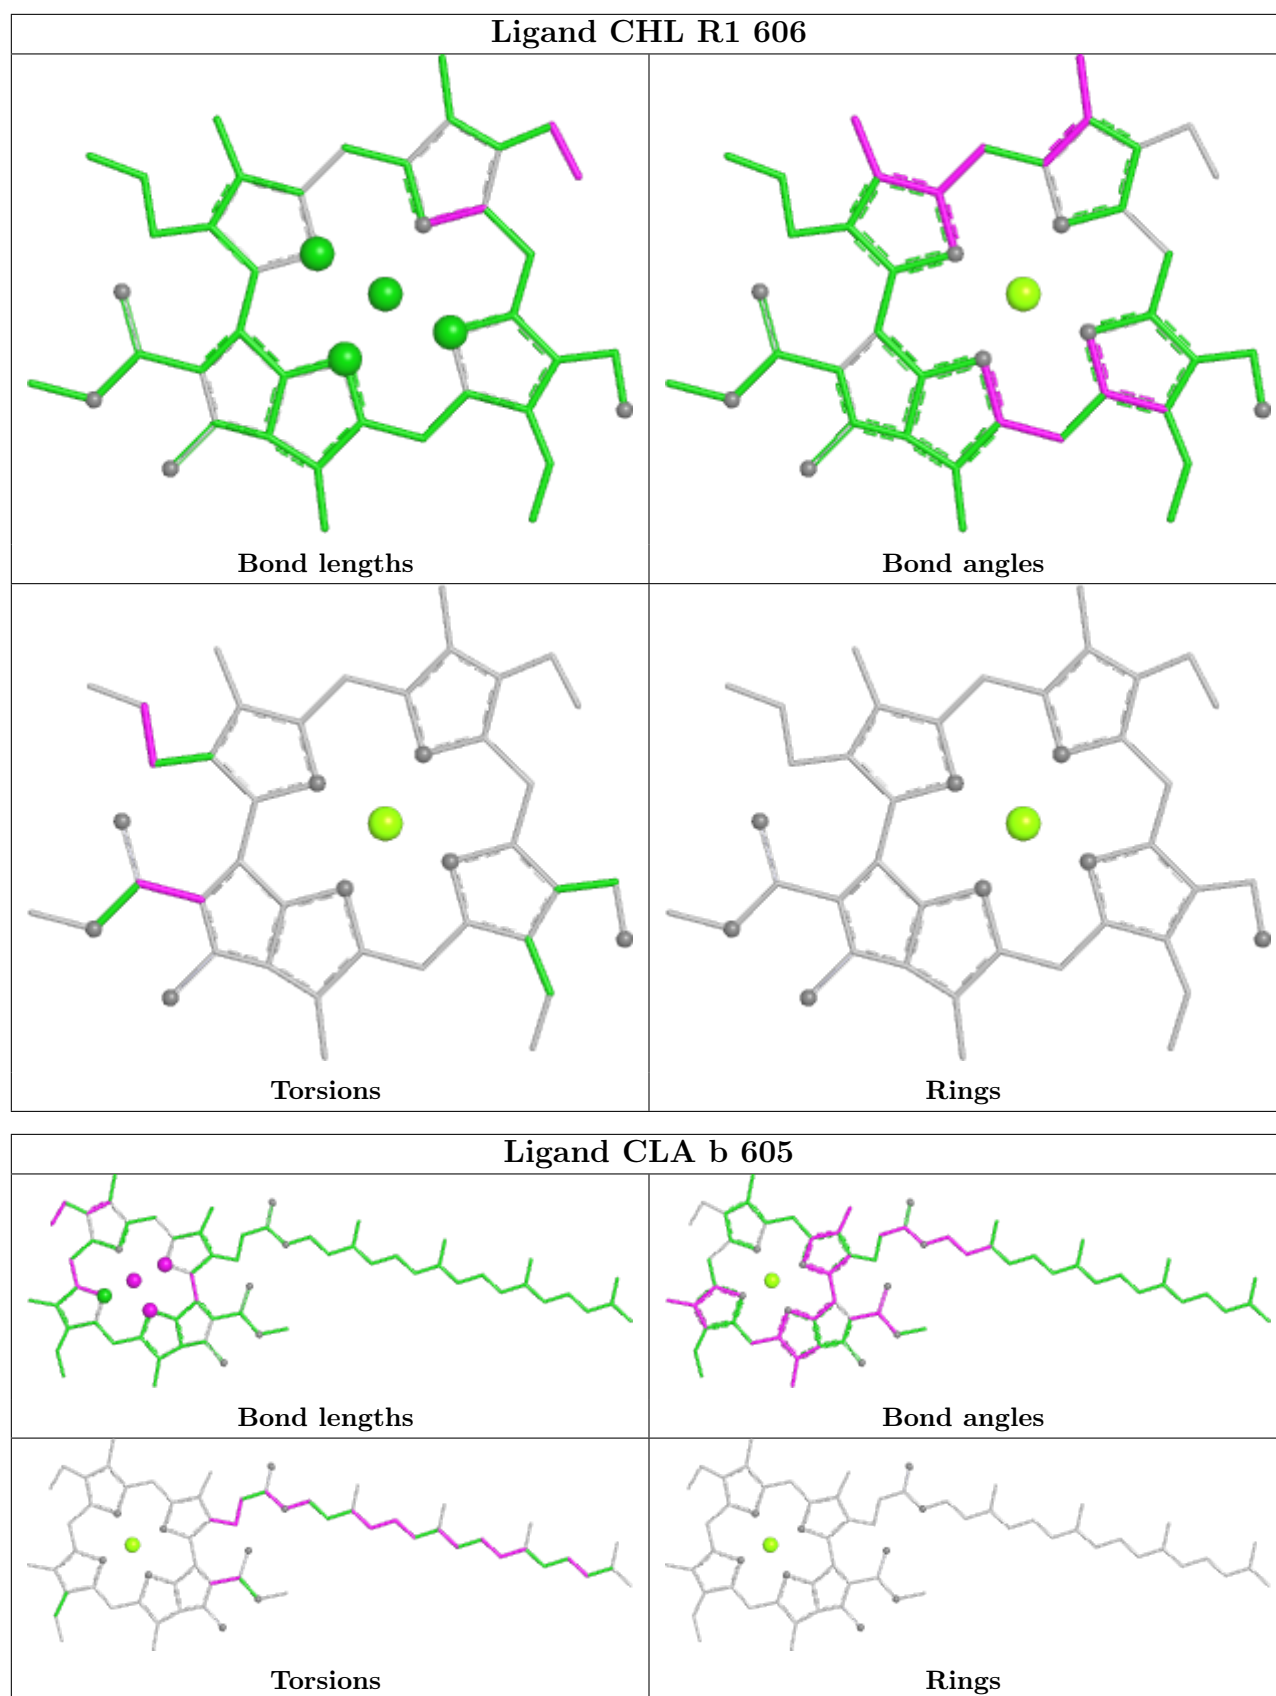 Ligand CHL R1 606
Bond lengths
Bond angles
Torsions
Rings
Ligand CLA b 605
Bond lengths
Bond angles
Torsions
Rings